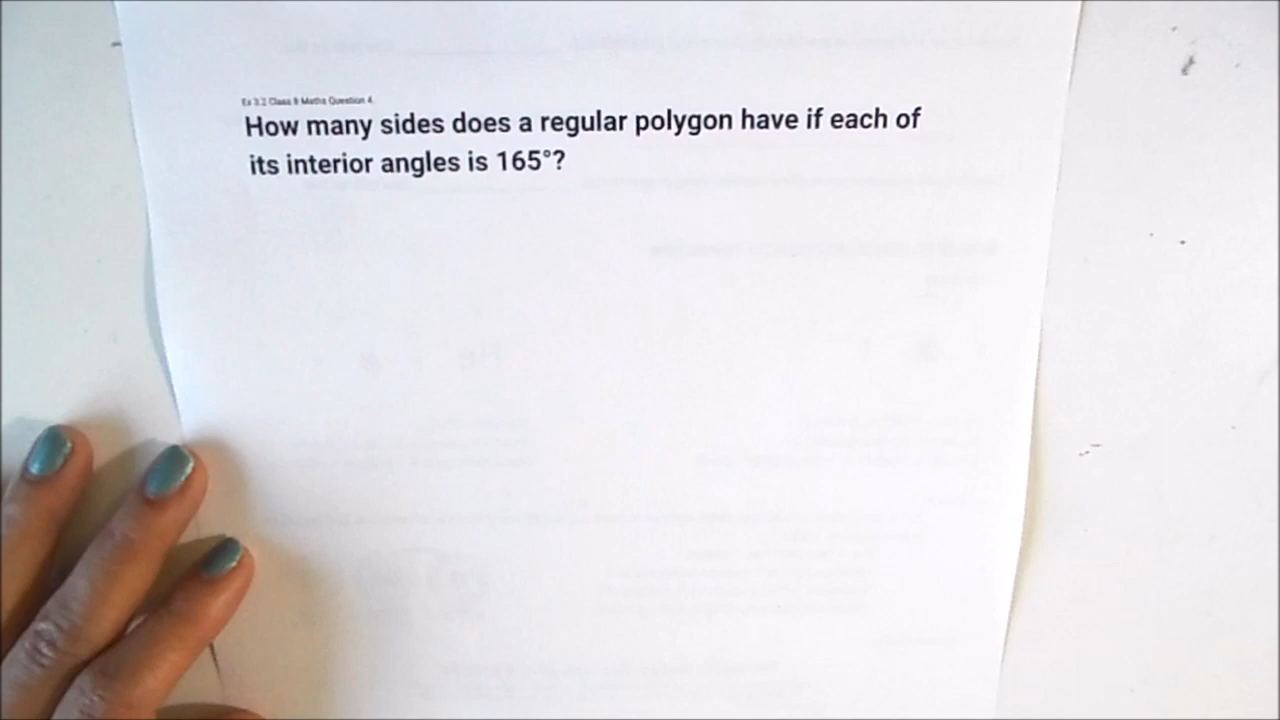 Ex 3.2 Class 8 Maths Question 4.
How many sides does a regular polygon have if each of
its interior angles is 165°?